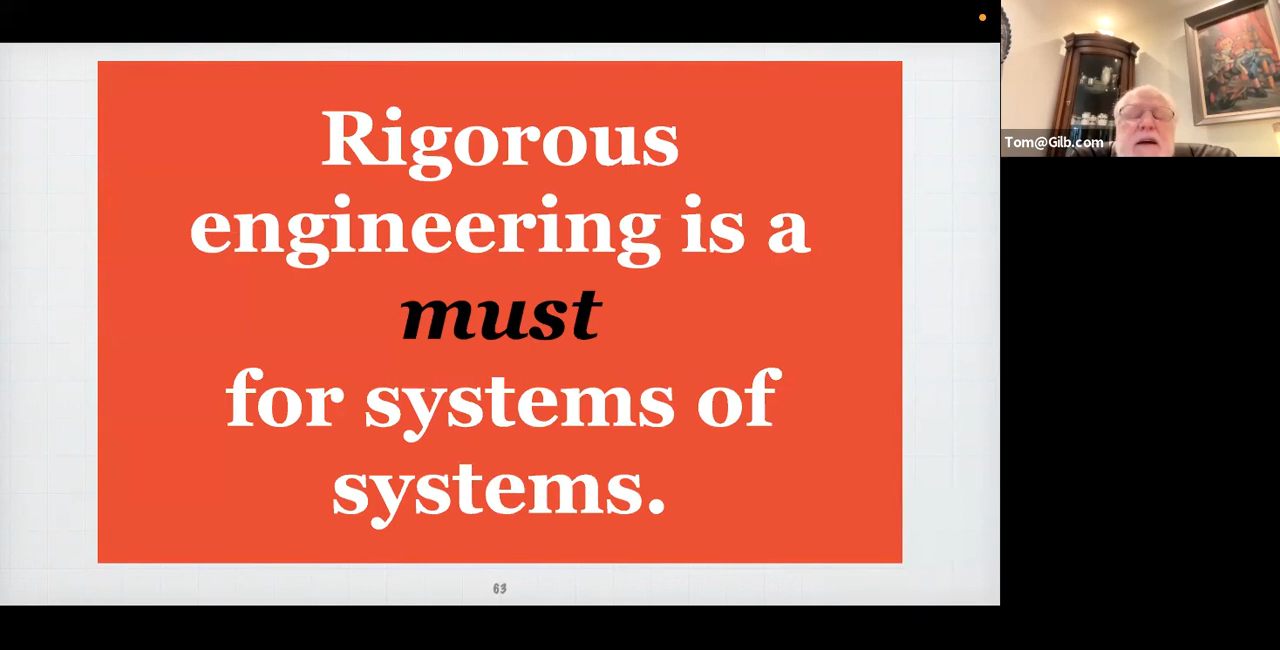 Rigorous
engineering is a
must
for systems of
systems.
63
Tom@Gilb.com